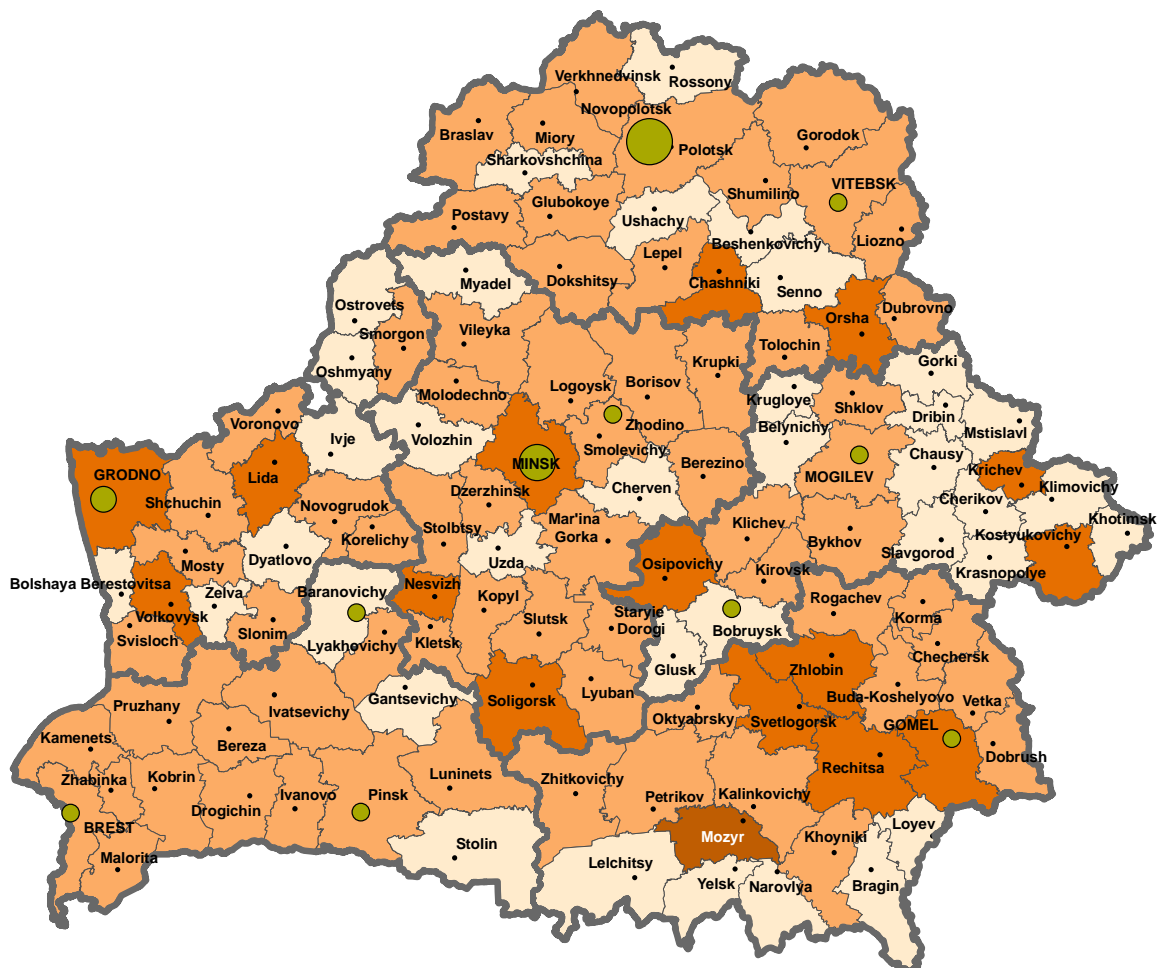 Verkhnedvinsk
Rossony
Novopolotsk
Braslav
Miory
Polotsk
Gorodok
Sharkovshchina
Shumilino
VITEBSK
Postavy
Glubokoye
Ushachy
Beshenkovichy
Liozno
Lepel
Myadel
Dokshitsy
Chashniki
Senno
Ostrovets
Orsha
Dubrovno
Smorgon
Vileyka
Tolochin
Oshmyany
Krupki
Gorki
Molodechno
Logoysk
Borisov
Krugloye
Shklov
Dribin
Voronovo
Ivje
Volozhin
Zhodino
Belynichy
Mstislavl
Smolevichy
Chausy
GRODNO
Lida
MINSK
Berezino
MOGILEV
Krichev
Shchuchin
Novogrudok
Dzerzhinsk
Cherven
Cherikov
Klimovichy
Korelichy
Stolbtsy
Mar'ina
Gorka
Klichev
Bykhov
Slavgorod
Kostyukovichy
Khotimsk
Mosty
Dyatlovo
Uzda
Osipovichy
Krasnopolye
Bolshaya Berestovitsa
Zelva
Baranovichy
Nesvizh
Kirovsk
Volkovysk
Kopyl
Rogachev
Svisloch
Slonim
Lyakhovichy
Kletsk
Slutsk
Staryie
Dorogi
Bobruysk
Korma
Glusk
Zhlobin
Chechersk
Pruzhany
Ivatsevichy
Gantsevichy
Soligorsk
Lyuban
Buda-Koshelyovo
Vetka
Oktyabrsky
Svetlogorsk
GOMEL
Kamenets
Bereza
Dobrush
Zhabinka
Kobrin
Luninets
Zhitkovichy
Rechitsa
Drogichin
Ivanovo
Pinsk
Petrikov
Kalinkovichy
BREST
Mozyr
Khoyniki
Loyev
Malorita
Stolin
Lelchitsy
Yelsk
Narovlya
Bragin